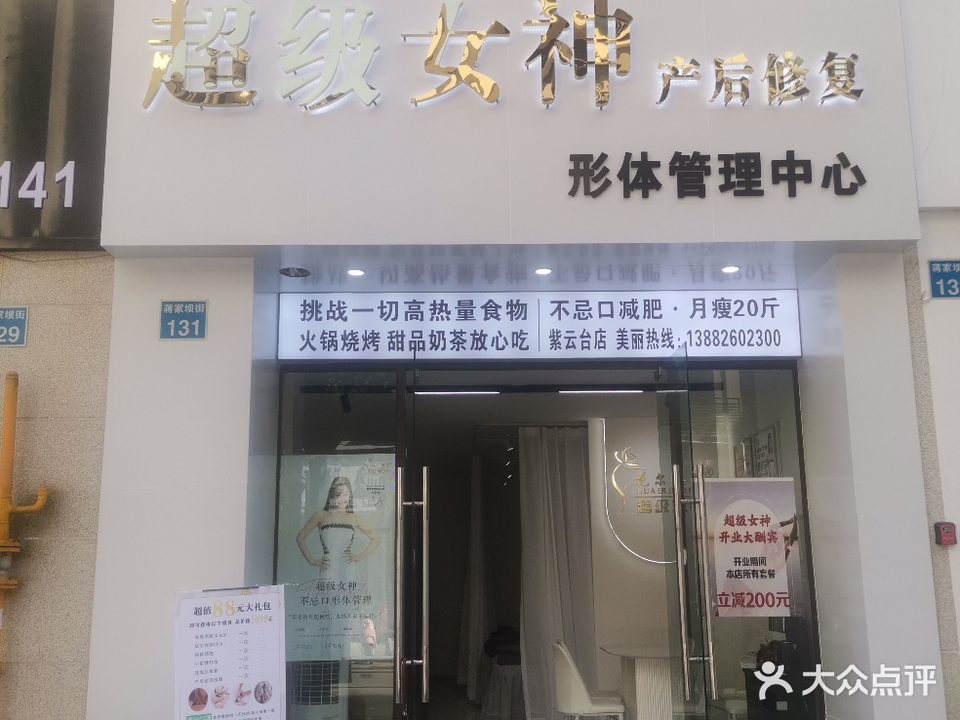 超级女神 产后修复
形体管理中心
141
蒋家坝街
131
29
蒋家坝街
13
挑战一切高热量食物
火锅烧烤 甜品奶茶放心吃
不忌口减肥·月瘦20斤
紫云台店 美丽热线：13882602300
超级女神
不忌口形体管理
超级女神
开业大酬宾
开业期间
本店所有套餐
立减200元
超值88元大礼包
大众点评